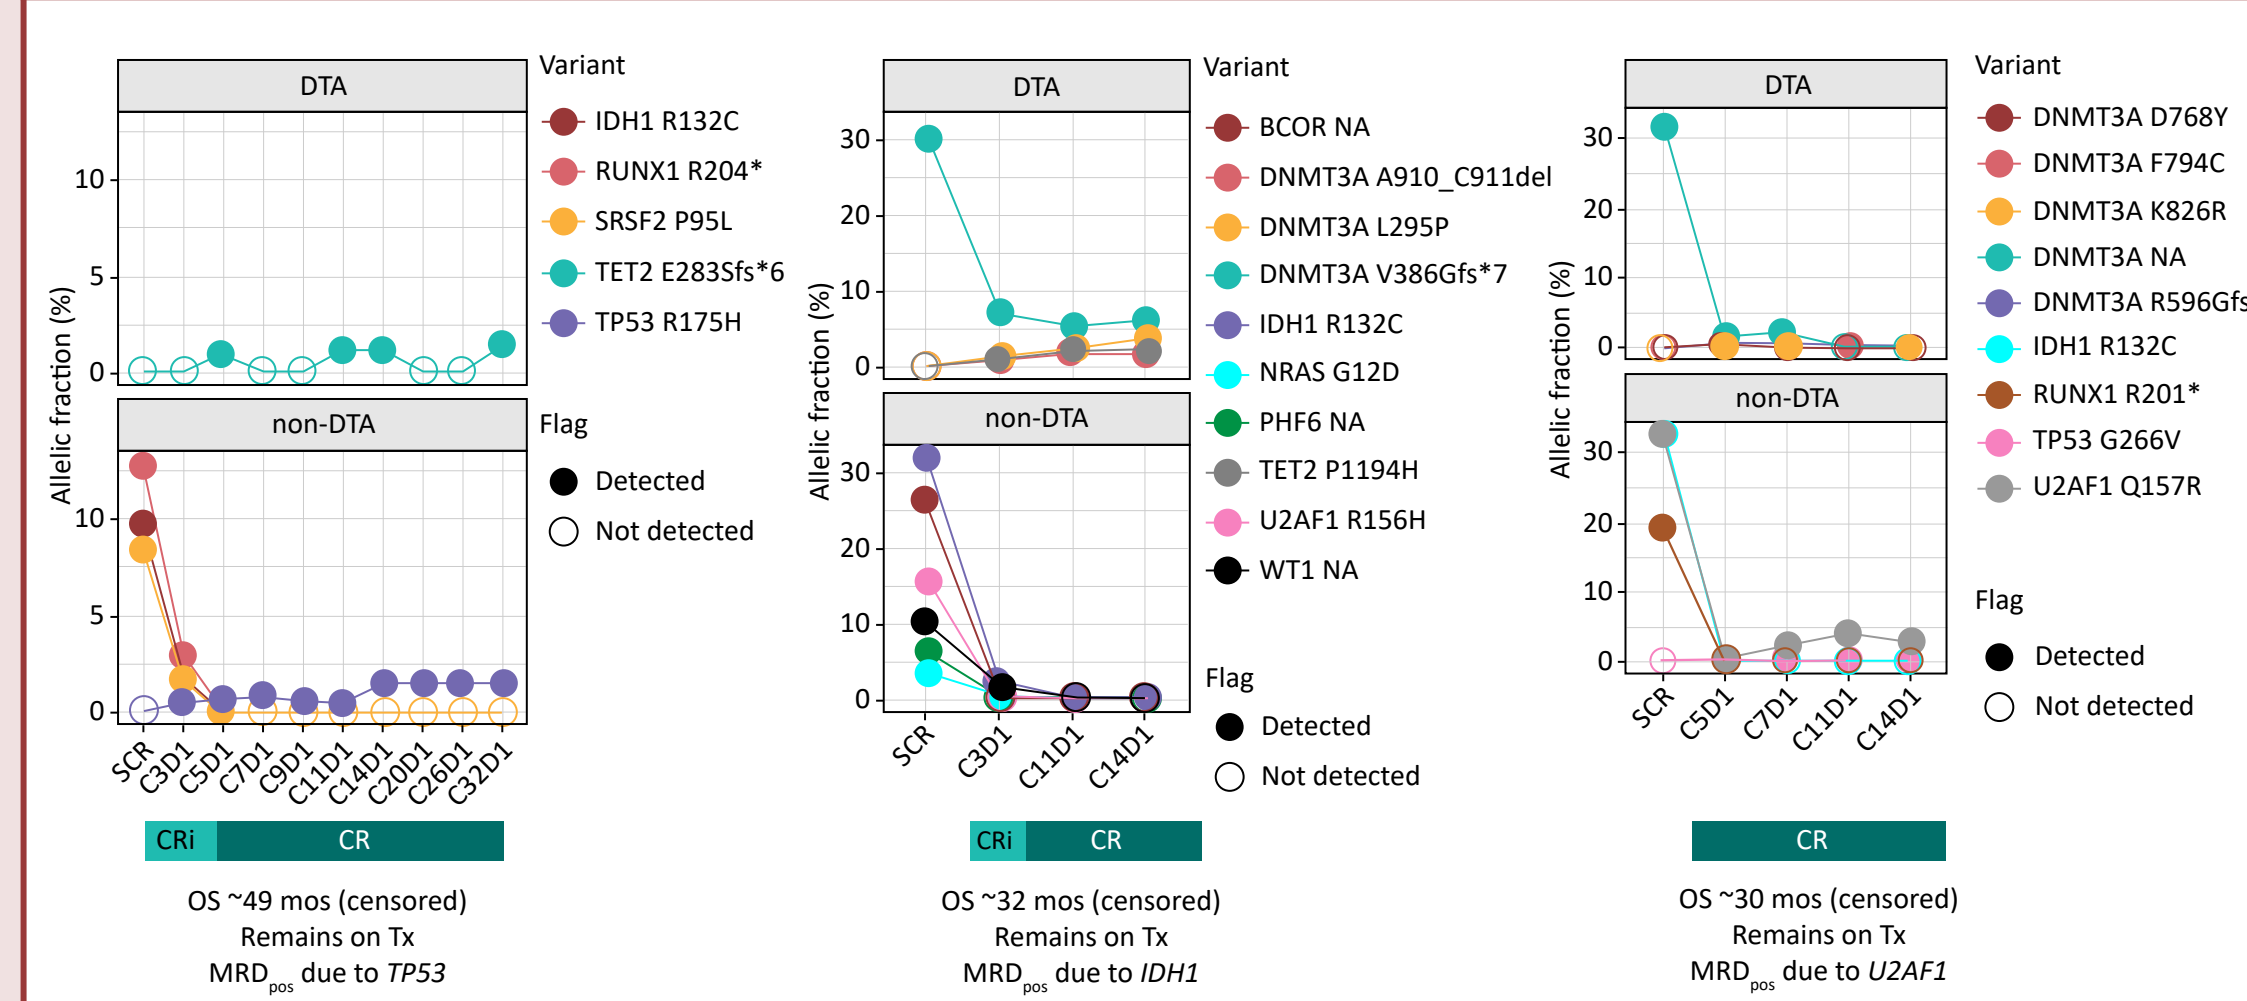 DTA
Variant
IDH1 R132C
RUNX1 R204*
SRSF2 P95L
TET2 E283Sfs*6
TP53 R175H
10
5
0
Allelic fraction (%)
non-DTA
Flag
Detected
Not detected
10
5
0
SCR
C3D1
C5D1
C7D1
C9D1
C11D1
C14D1
C20D1
C26D1
C32D1
CRi
CR
OS ~49 mos (censored)
Remains on Tx
MRDpos due to TP53
DTA
Variant
BCOR NA
DNMT3A A910_C911del
DNMT3A L295P
DNMT3A V386Gfs*7
IDH1 R132C
NRAS G12D
PHF6 NA
TET2 P1194H
U2AF1 R156H
WT1 NA
30
20
10
0
Allelic fraction (%)
non-DTA
30
20
10
0
Flag
Detected
Not detected
SCR
C3D1
C11D1
C14D1
CRi
CR
OS ~32 mos (censored)
Remains on Tx
MRDpos due to IDH1
DTA
Variant
DNMT3A D768Y
DNMT3A F794C
DNMT3A K826R
DNMT3A NA
DNMT3A R596Gfs
IDH1 R132C
RUNX1 R201*
TP53 G266V
U2AF1 Q157R
30
20
10
0
Allelic fraction (%)
non-DTA
30
20
10
0
Flag
Detected
Not detected
SCR
C5D1
C7D1
C11D1
C14D1
CR
OS ~30 mos (censored)
Remains on Tx
MRDpos due to U2AF1